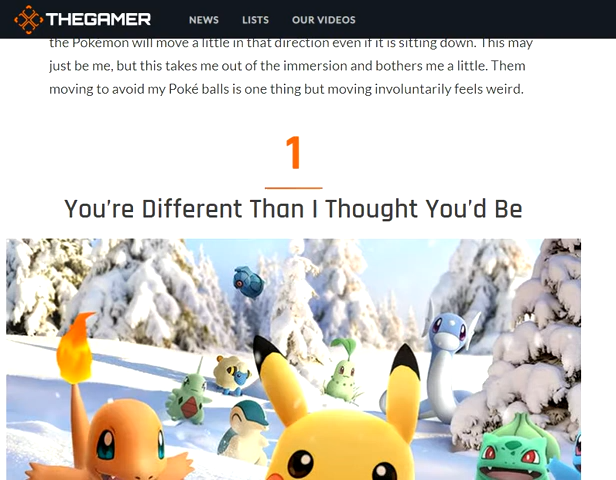 THEGAMER NEWS LISTS OUR VIDEOS
the Pokémon will move a little in that direction even if it is sitting down. This may
just be me, but this takes me out of the immersion and bothers me a little. Them
moving to avoid my Poké balls is one thing but moving involuntarily feels weird.
1
You’re Different Than I Thought You’d Be